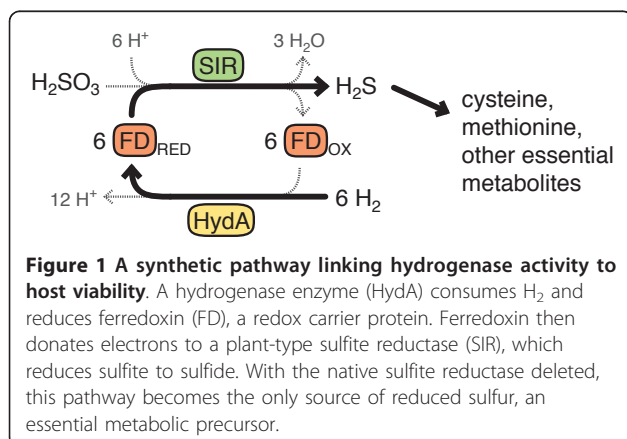 6 H⁺
3 H₂O
SIR
H₂SO₃
H₂S
cysteine,
methionine,
other essential
metabolites
6 FD RED
6 FD OX
12 H⁺
6 H₂
HydA
Figure 1 A synthetic pathway linking hydrogenase activity to
host viability. A hydrogenase enzyme (HydA) consumes H₂ and
reduces ferredoxin (FD), a redox carrier protein. Ferredoxin then
donates electrons to a plant-type sulfite reductase (SIR), which
reduces sulfite to sulfide. With the native sulfite reductase deleted,
this pathway becomes the only source of reduced sulfur, an
essential metabolic precursor.